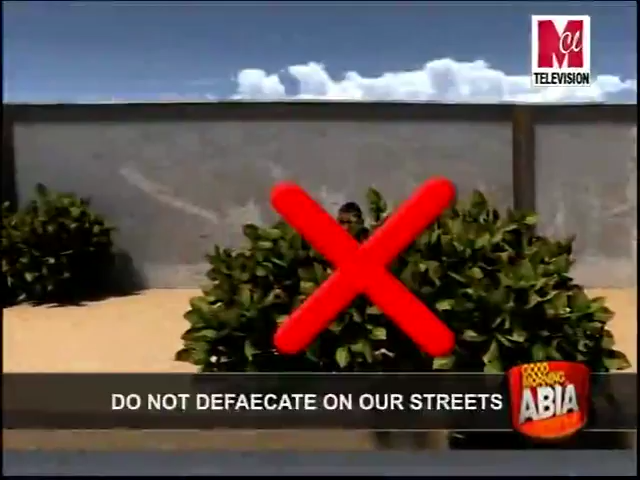 MCL
TELEVISION
DO NOT DEFAECATE ON OUR STREETS
GOOD
MORNING
ABIA